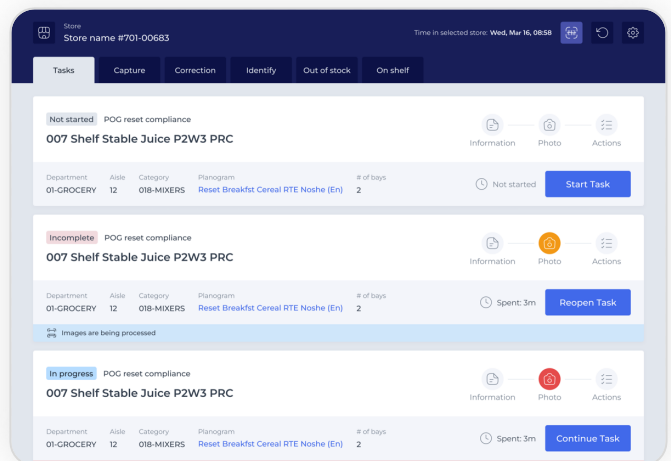 Store
Store name #701-00683
Time in selected store: Wed, Mar 16, 08:58
Tasks Capture Correction Identify Out of stock On shelf
Not started POG reset compliance
007 Shelf Stable Juice P2W3 PRC
Information Photo Actions
Department Aisle Category Planogram # of bays
01-GROCERY 12 018-MIXERS Reset Breakfst Cereal RTE Noshe (En) 2
Not started Start Task
Incomplete POG reset compliance
007 Shelf Stable Juice P2W3 PRC
Information Photo Actions
Department Aisle Category Planogram # of bays
01-GROCERY 12 018-MIXERS Reset Breakfst Cereal RTE Noshe (En) 2
Spent: 3m Reopen Task
Images are being processed
In progress POG reset compliance
007 Shelf Stable Juice P2W3 PRC
Information Photo Actions
Department Aisle Category Planogram # of bays
01-GROCERY 12 018-MIXERS Reset Breakfst Cereal RTE Noshe (En) 2
Spent: 3m Continue Task